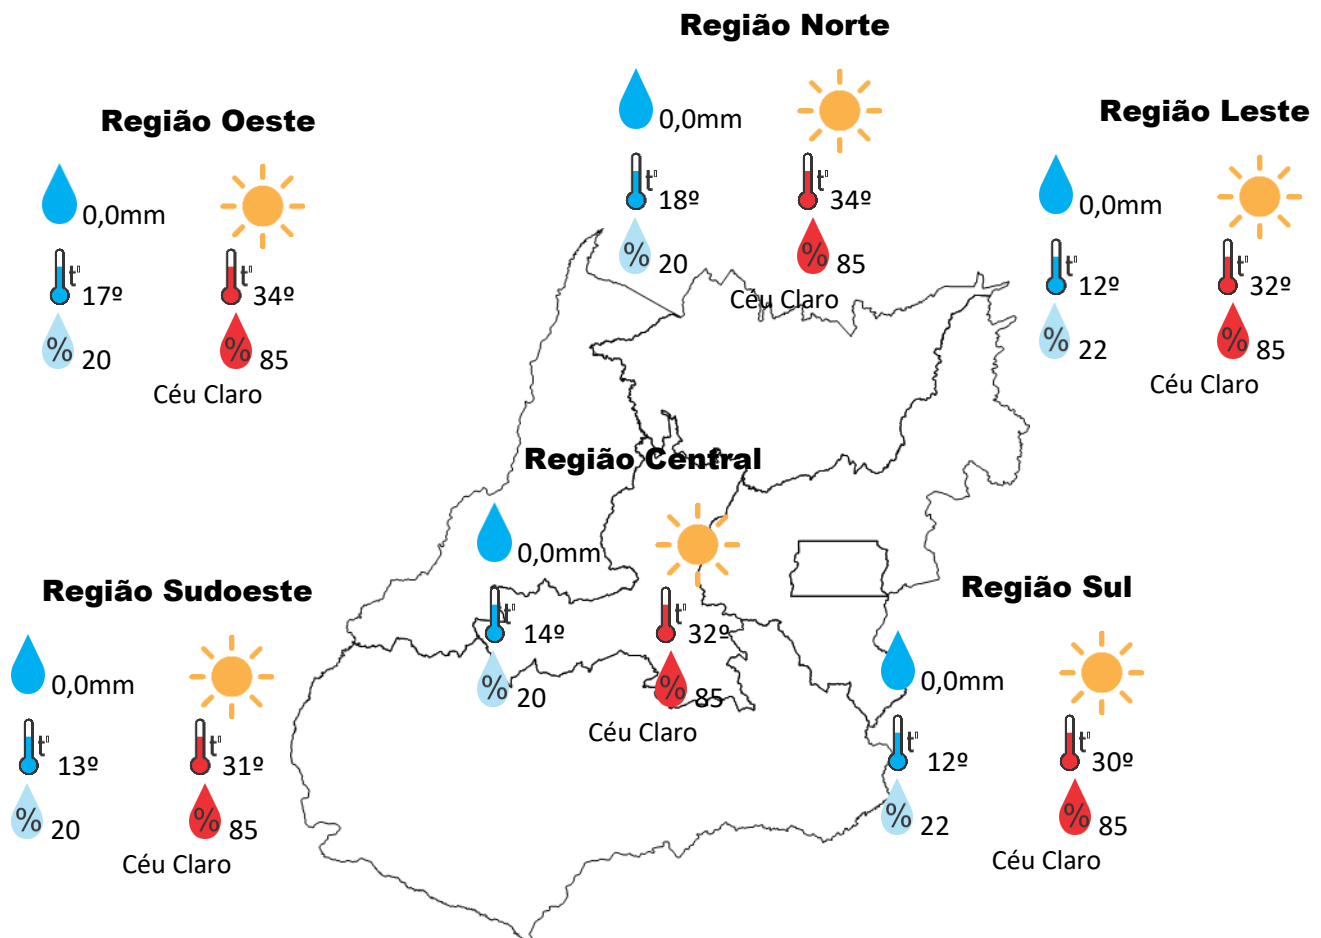 Região Norte
0,0mm
t°
18º
t°
34º
%
20
%
85
Céu Claro
Região Oeste
0,0mm
t°
17º
t°
34º
%
20
%
85
Céu Claro
Região Leste
0,0mm
t°
12º
t°
32º
%
22
%
85
Céu Claro
Região Central
0,0mm
t°
14º
t°
32º
%
20
%
85
Céu Claro
Região Sudoeste
0,0mm
t°
13º
t°
31º
%
20
%
85
Céu Claro
Região Sul
0,0mm
t°
12º
t°
30º
%
22
%
85
Céu Claro